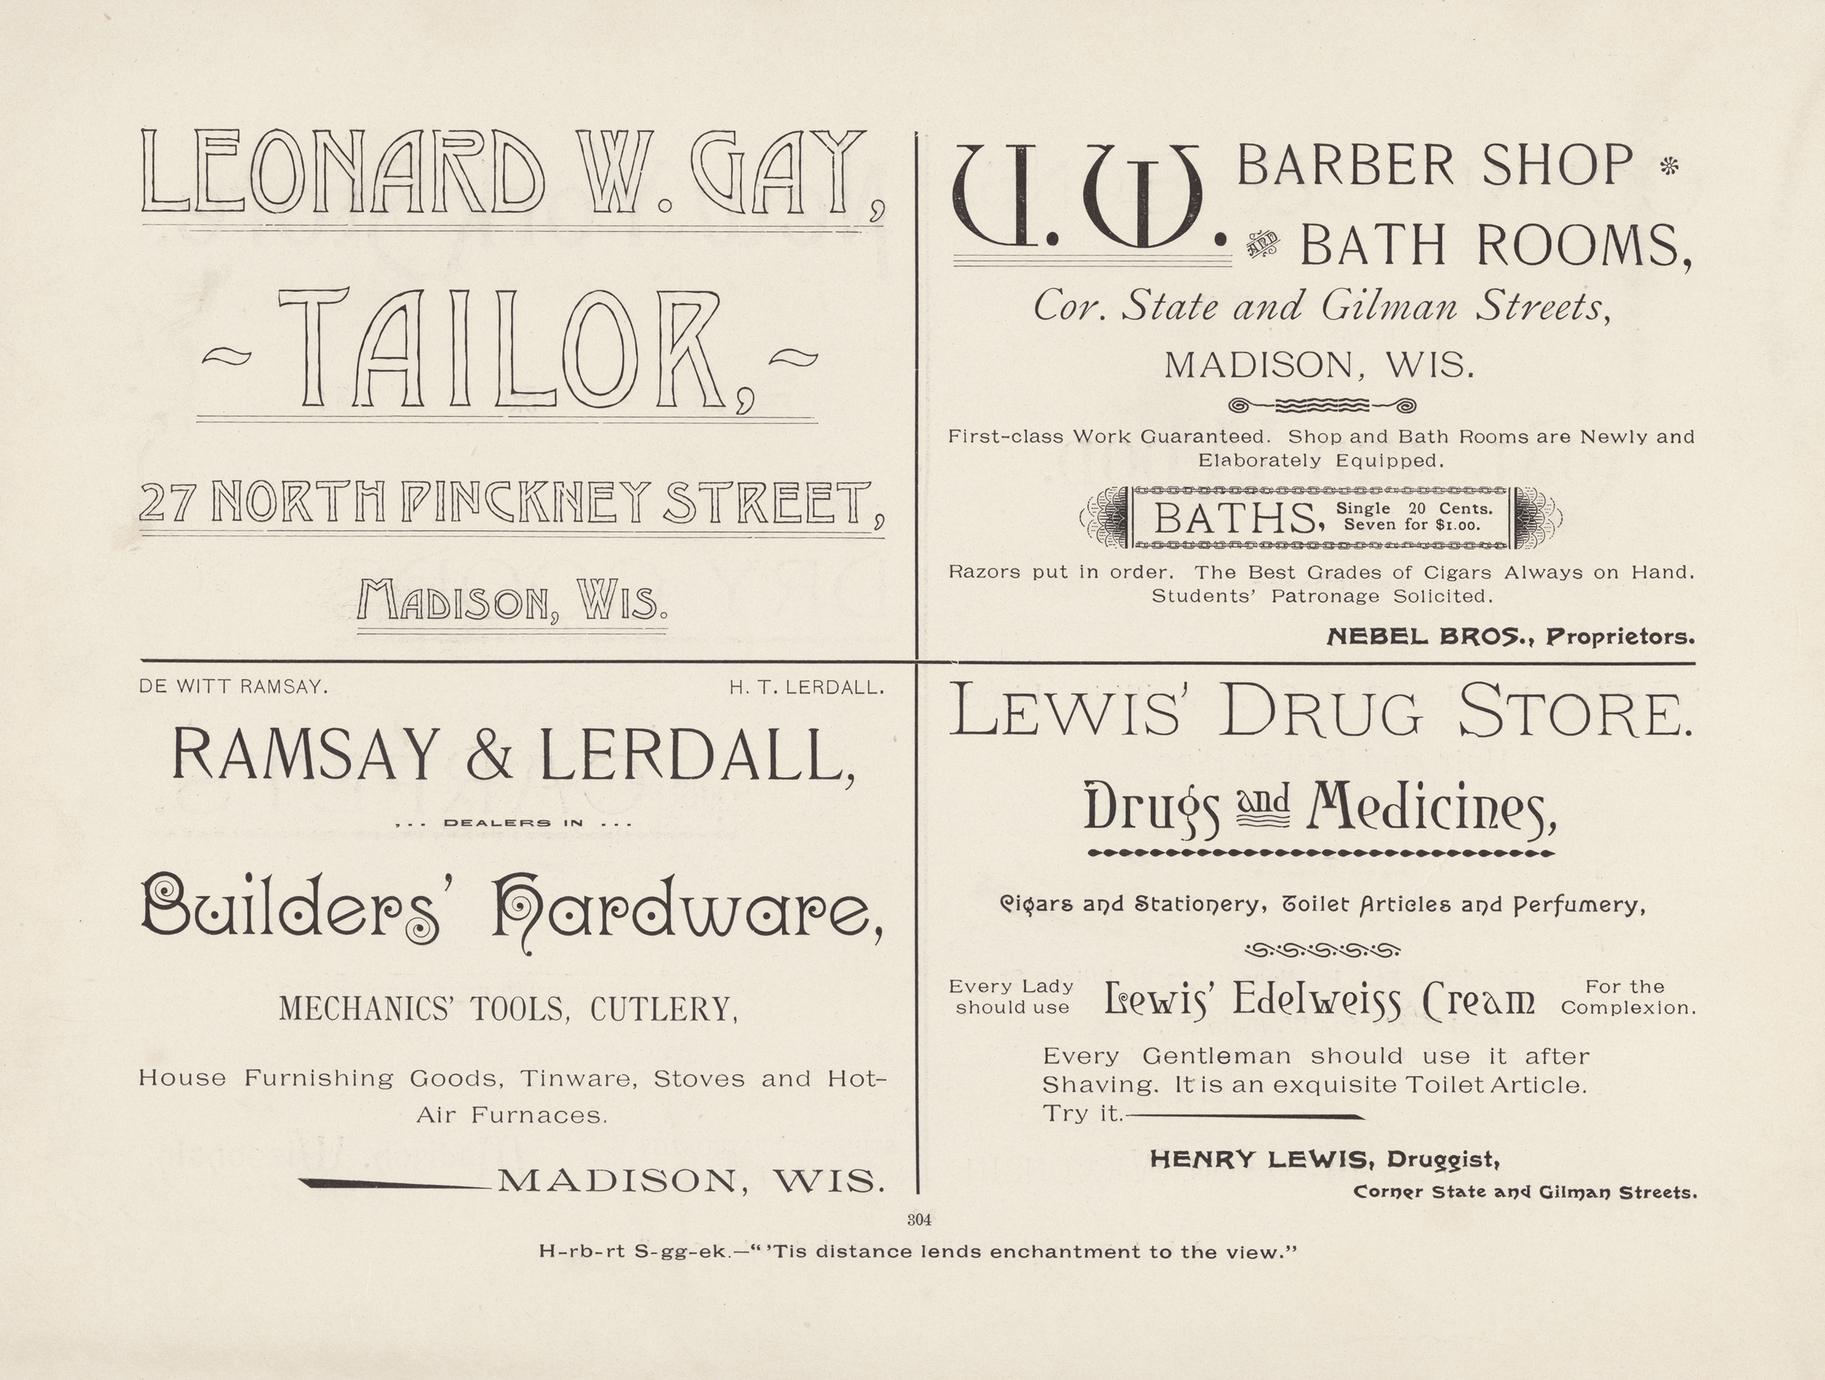 LEONARD W. GAY,
~TAILOR,~
27 NORTH PINCKNEY STREET,
MADISON, WIS.
U. W. BARBER SHOP
AND BATH ROOMS,
Cor. State and Gilman Streets,
MADISON, WIS.
First-class Work Guaranteed. Shop and Bath Rooms are Newly and
Elaborately Equipped.
BATHS, Single 20 Cents.
Seven for $1.00.
Razors put in order. The Best Grades of Cigars Always on Hand.
Students' Patronage Solicited.
NEBEL BROS., Proprietors.
DE WITT RAMSAY. H. T. LERDALL.
RAMSAY & LERDALL,
... DEALERS IN ...
Builders' Hardware,
MECHANICS' TOOLS, CUTLERY,
House Furnishing Goods, Tinware, Stoves and Hot-
Air Furnaces.
MADISON, WIS.
LEWIS' DRUG STORE.
Drugs and Medicines,
Cigars and Stationery, Toilet Articles and Perfumery,
Every Lady
should use
Lewis' Edelweiss Cream
For the
Complexion.
Every Gentleman should use it after
Shaving. It is an exquisite Toilet Article.
Try it.
HENRY LEWIS, Druggist,
Corner State and Gilman Streets.
304
H-rb-rt S-gg-ek.—“ 'Tis distance lends enchantment to the view.”